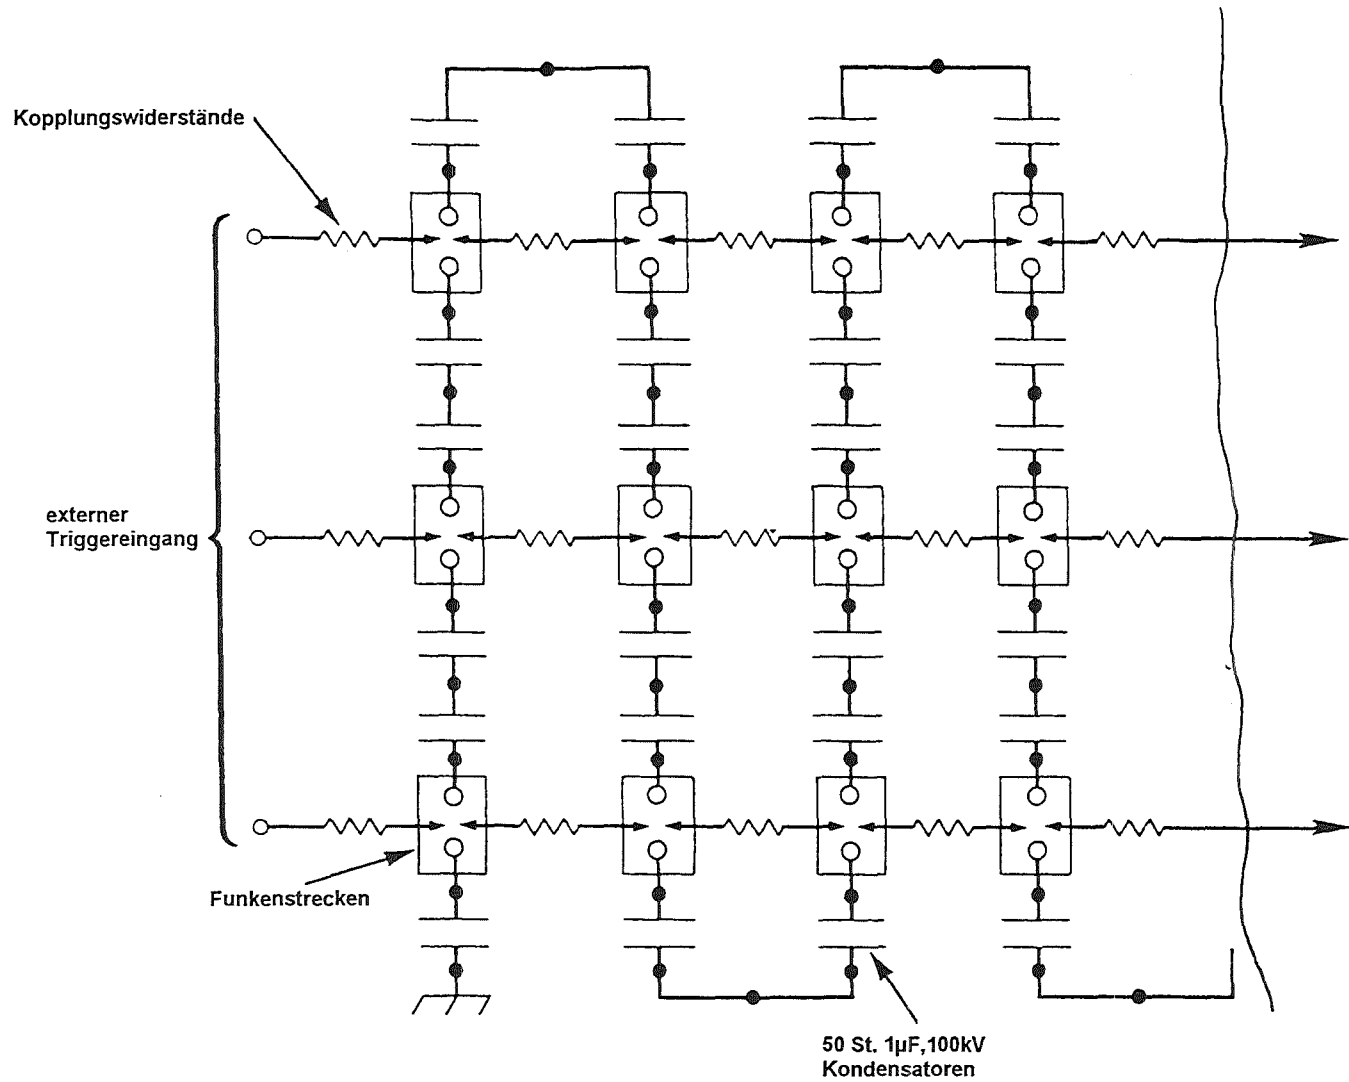 Kopplungswiderstände
externer
Triggereingang
Funkenstrecken
50 St. 1µF,100kV
Kondensatoren